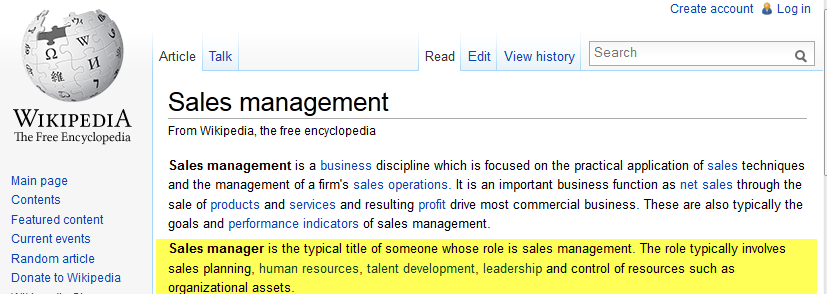 Create account Log in
Article Talk Read Edit View history Search
WIKIPEDIA
The Free Encyclopedia
Main page
Contents
Featured content
Current events
Random article
Donate to Wikipedia
Sales management
From Wikipedia, the free encyclopedia
Sales management is a business discipline which is focused on the practical application of sales techniques
and the management of a firm's sales operations. It is an important business function as net sales through the
sale of products and services and resulting profit drive most commercial business. These are also typically the
goals and performance indicators of sales management.
Sales manager is the typical title of someone whose role is sales management. The role typically involves
sales planning, human resources, talent development, leadership and control of resources such as
organizational assets.